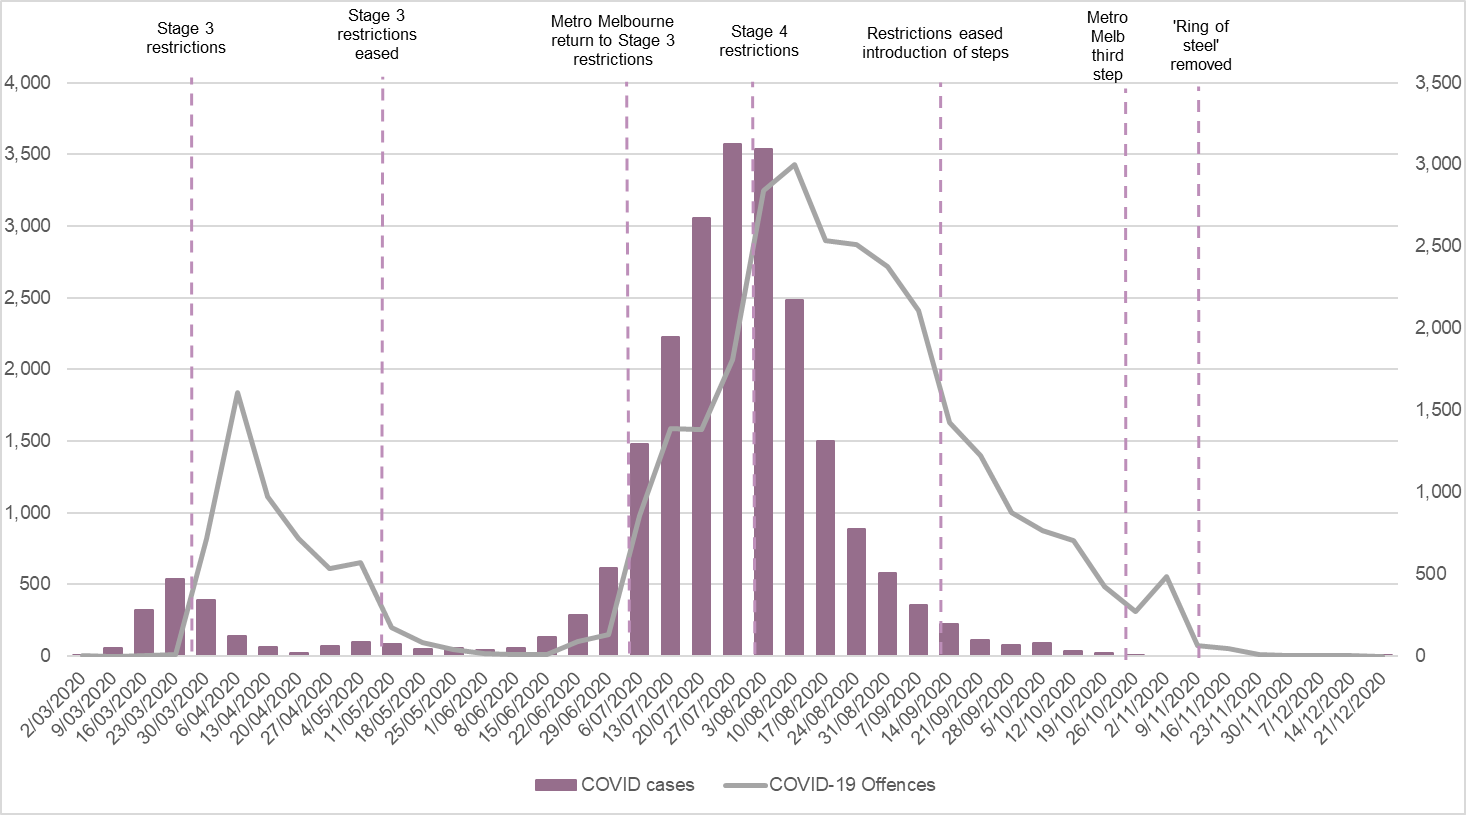 Stage 3
restrictions
Stage 3
restrictions
eased
Metro Melbourne
return to Stage 3
restrictions
Stage 4
restrictions
Restrictions eased
introduction of steps
Metro
Melb
third
step
'Ring of
steel'
removed
4,000
3,500
3,000
2,500
2,000
1,500
1,000
500
0
3,500
3,000
2,500
2,000
1,500
1,000
500
0
2/03/2020
9/03/2020
16/03/2020
23/03/2020
30/03/2020
6/04/2020
13/04/2020
20/04/2020
27/04/2020
4/05/2020
11/05/2020
18/05/2020
25/05/2020
1/06/2020
8/06/2020
15/06/2020
22/06/2020
29/06/2020
6/07/2020
13/07/2020
20/07/2020
27/07/2020
3/08/2020
10/08/2020
17/08/2020
24/08/2020
31/08/2020
7/09/2020
14/09/2020
21/09/2020
28/09/2020
5/10/2020
12/10/2020
19/10/2020
26/10/2020
2/11/2020
9/11/2020
16/11/2020
23/11/2020
30/11/2020
7/12/2020
14/12/2020
21/12/2020
COVID cases
COVID-19 Offences